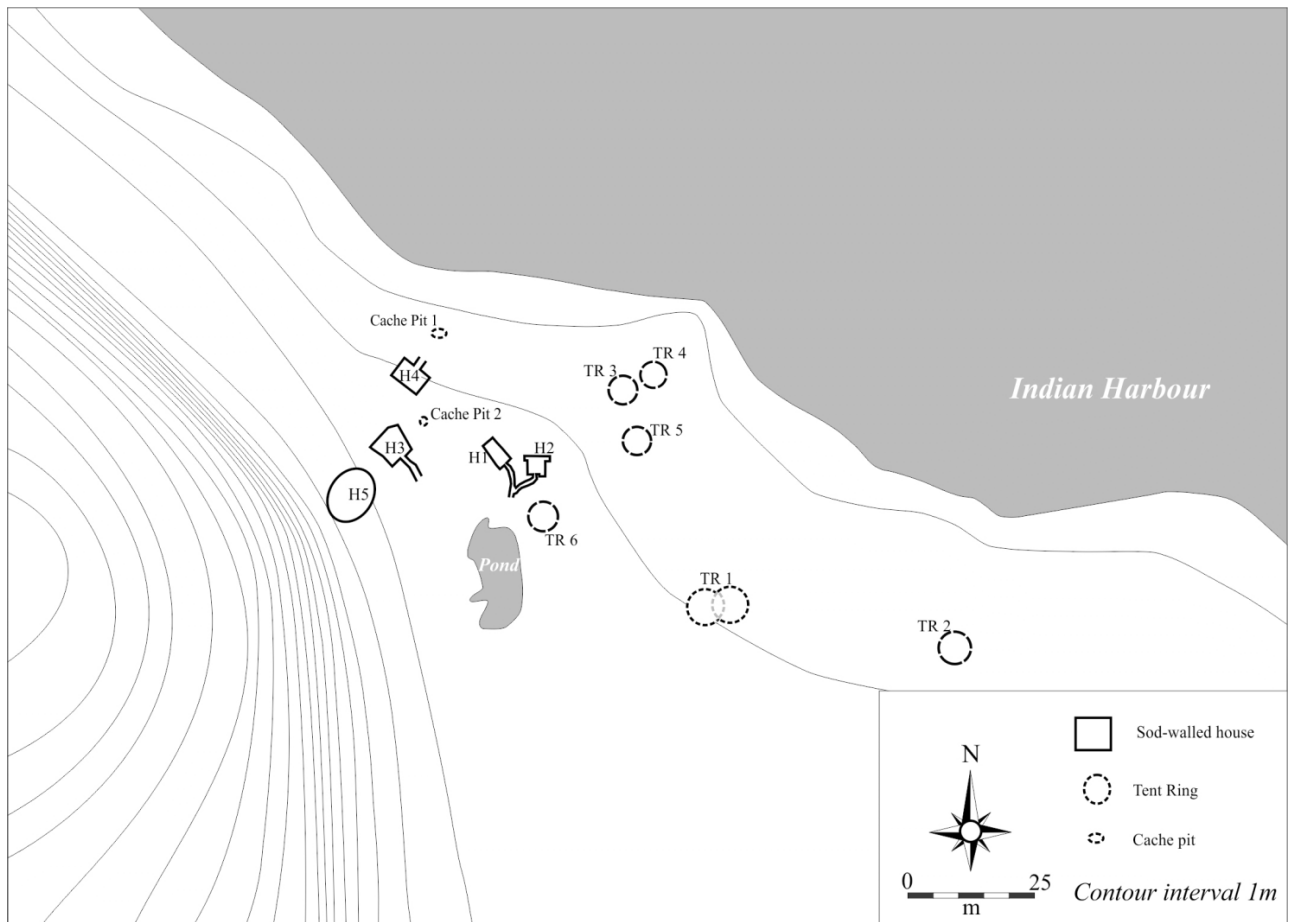 Cache Pit 1
TR 4
TR 3
H4
Indian Harbour
Cache Pit 2
TR 5
H3
H1
H2
H5
TR 6
Pond
TR 1
TR 2
Sod-walled house
N
Tent Ring
Cache pit
0 25
m
Contour interval 1m